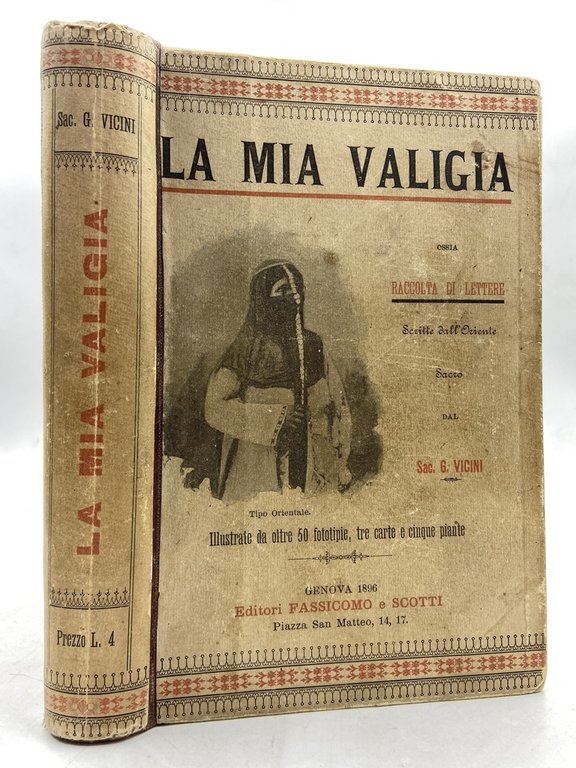 Sac. G. VICINI
LA MIA VALIGIA
Prezzo L. 4
LA MIA VALIGIA
OSSIA
RACCOLTA DI LETTERE
Scritte dall'Oriente
Sacro
DAL
Sac. G. VICINI
Tipo Orientale.
Illustrate da oltre 50 fototipie, tre carte e cinque piante
GENOVA 1896
Editori FASSICOMO e SCOTTI
Piazza San Matteo, 14, 17.